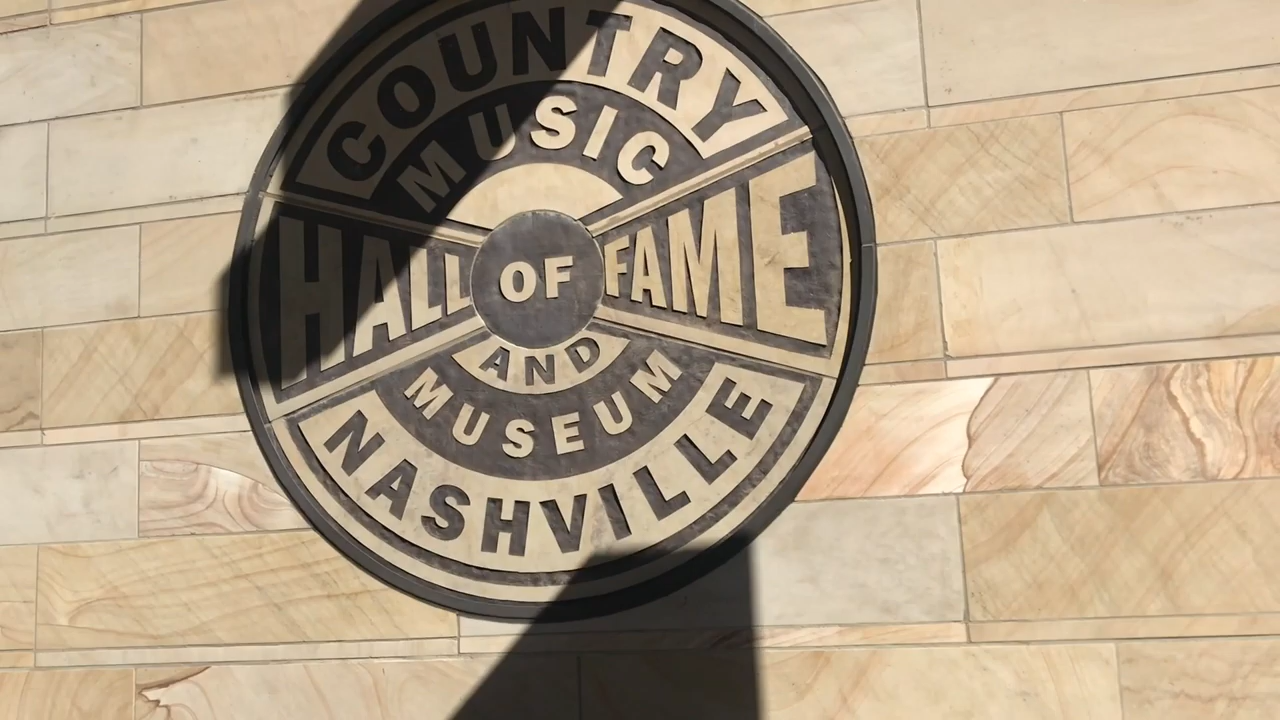 COUNTRY
MUSIC
HALL OF FAME
AND
MUSEUM
NASHVILLE